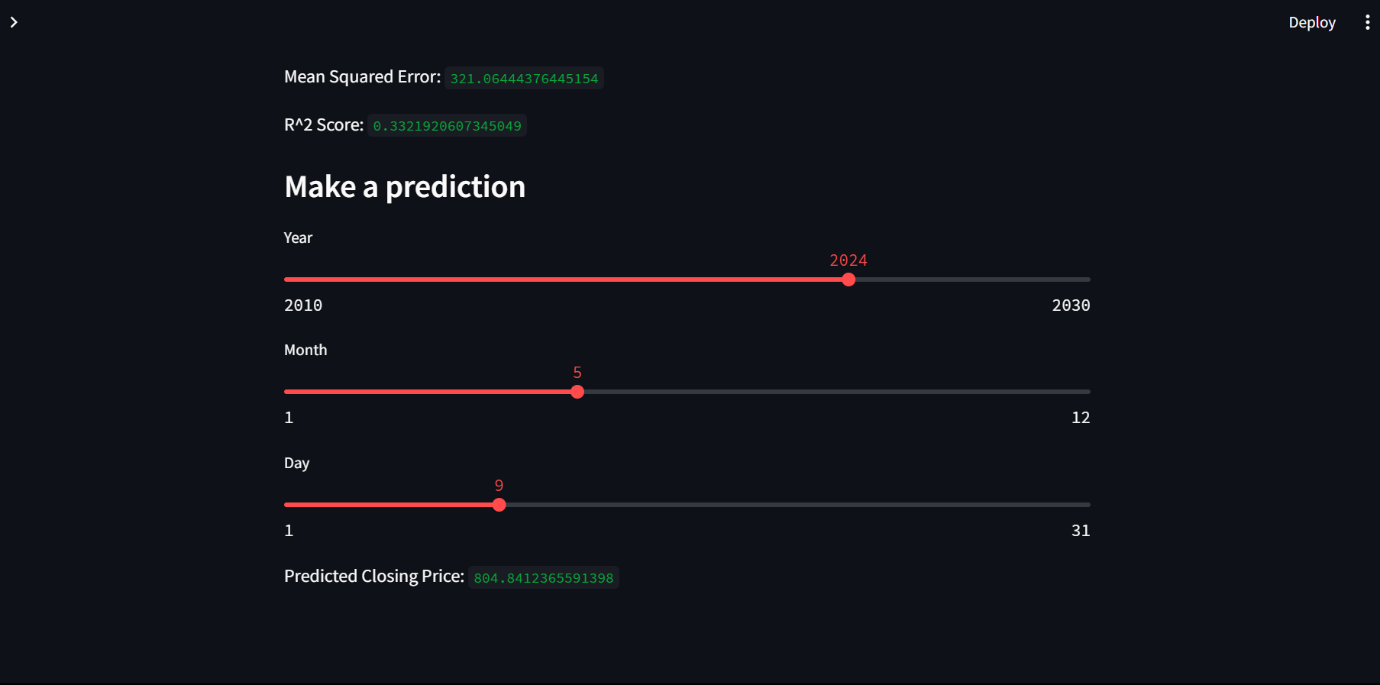 Deploy
Mean Squared Error: 321.06444376445154
R^2 Score: 0.3321920607345049
Make a prediction
Year
2024
2010 2030
Month
5
1 12
Day
9
1 31
Predicted Closing Price: 804.8412365591398